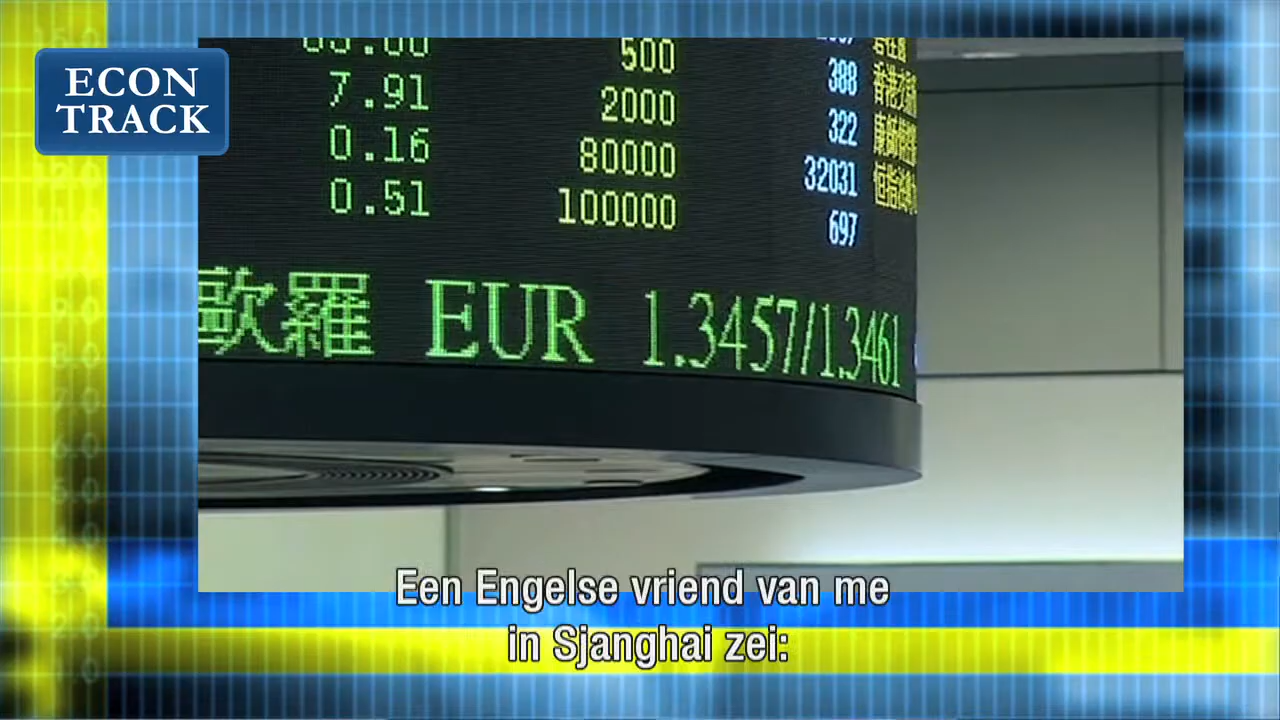 ECON
TRACK
500
388
7.91
2000
322
0.16
80000
32031
0.51
100000
697
歐羅 EUR 1.3457/1.3461
Een Engelse vriend van me
in Sjanghai zei: